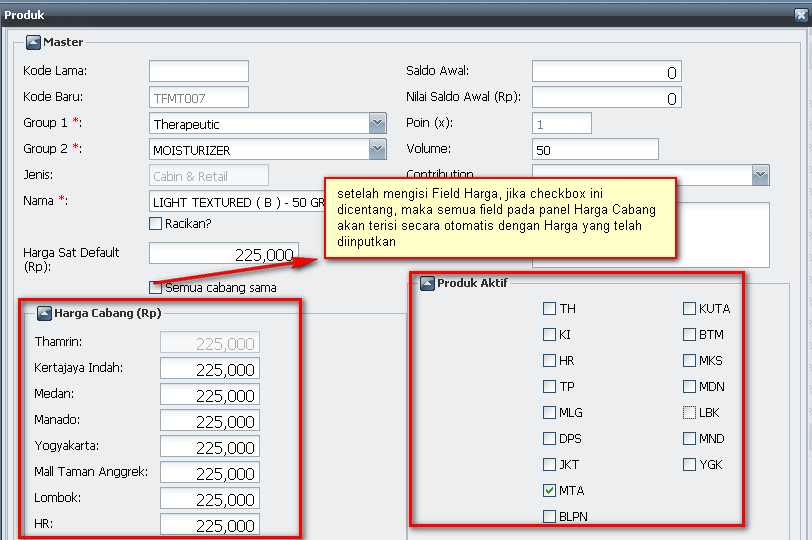 Produk
Master
Kode Lama:
Saldo Awal: 0
Kode Baru: TFMT007
Nilai Saldo Awal (Rp): 0
Group 1 *: Therapeutic
Poin (x): 1
Group 2 *: MOISTURIZER
Volume: 50
Jenis: Cabin & Retail
Contribution
Nama *: LIGHT TEXTURED ( B ) - 50 GR
setelah mengisi Field Harga, jika checkbox ini
dicentang, maka semua field pada panel Harga Cabang
akan terisi secara otomatis dengan Harga yang telah
diinputkan
Racikan?
Harga Sat Default
(Rp): 225,000
Semua cabang sama
Harga Cabang (Rp)
Thamrin: 225,000
Kertajaya Indah: 225,000
Medan: 225,000
Manado: 225,000
Yogyakarta: 225,000
Mall Taman Anggrek: 225,000
Lombok: 225,000
HR: 225,000
Produk Aktif
TH KUTA
KI BTM
HR MKS
TP MDN
MLG LBK
DPS MND
JKT YGK
MTA
BLPN